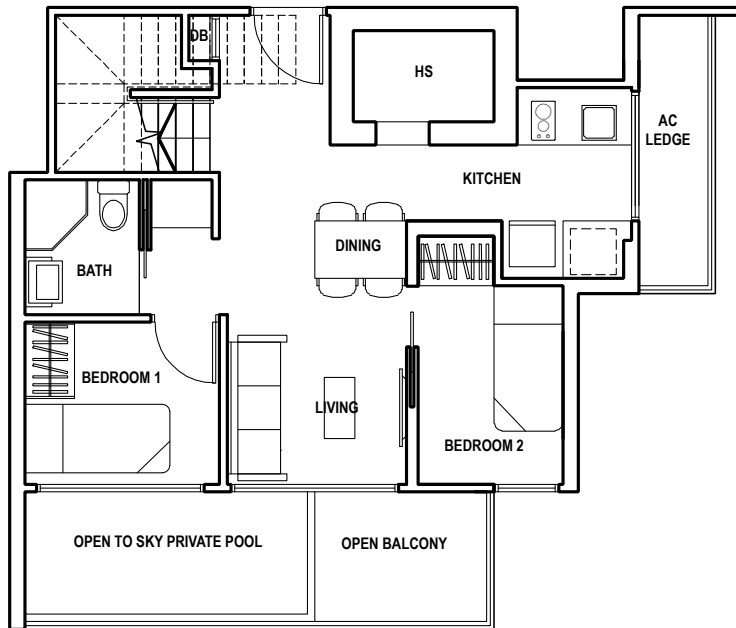 DB
HS
AC
LEDGE
KITCHEN
DINING
BATH
BEDROOM 1
LIVING
BEDROOM 2
OPEN TO SKY PRIVATE POOL
OPEN BALCONY